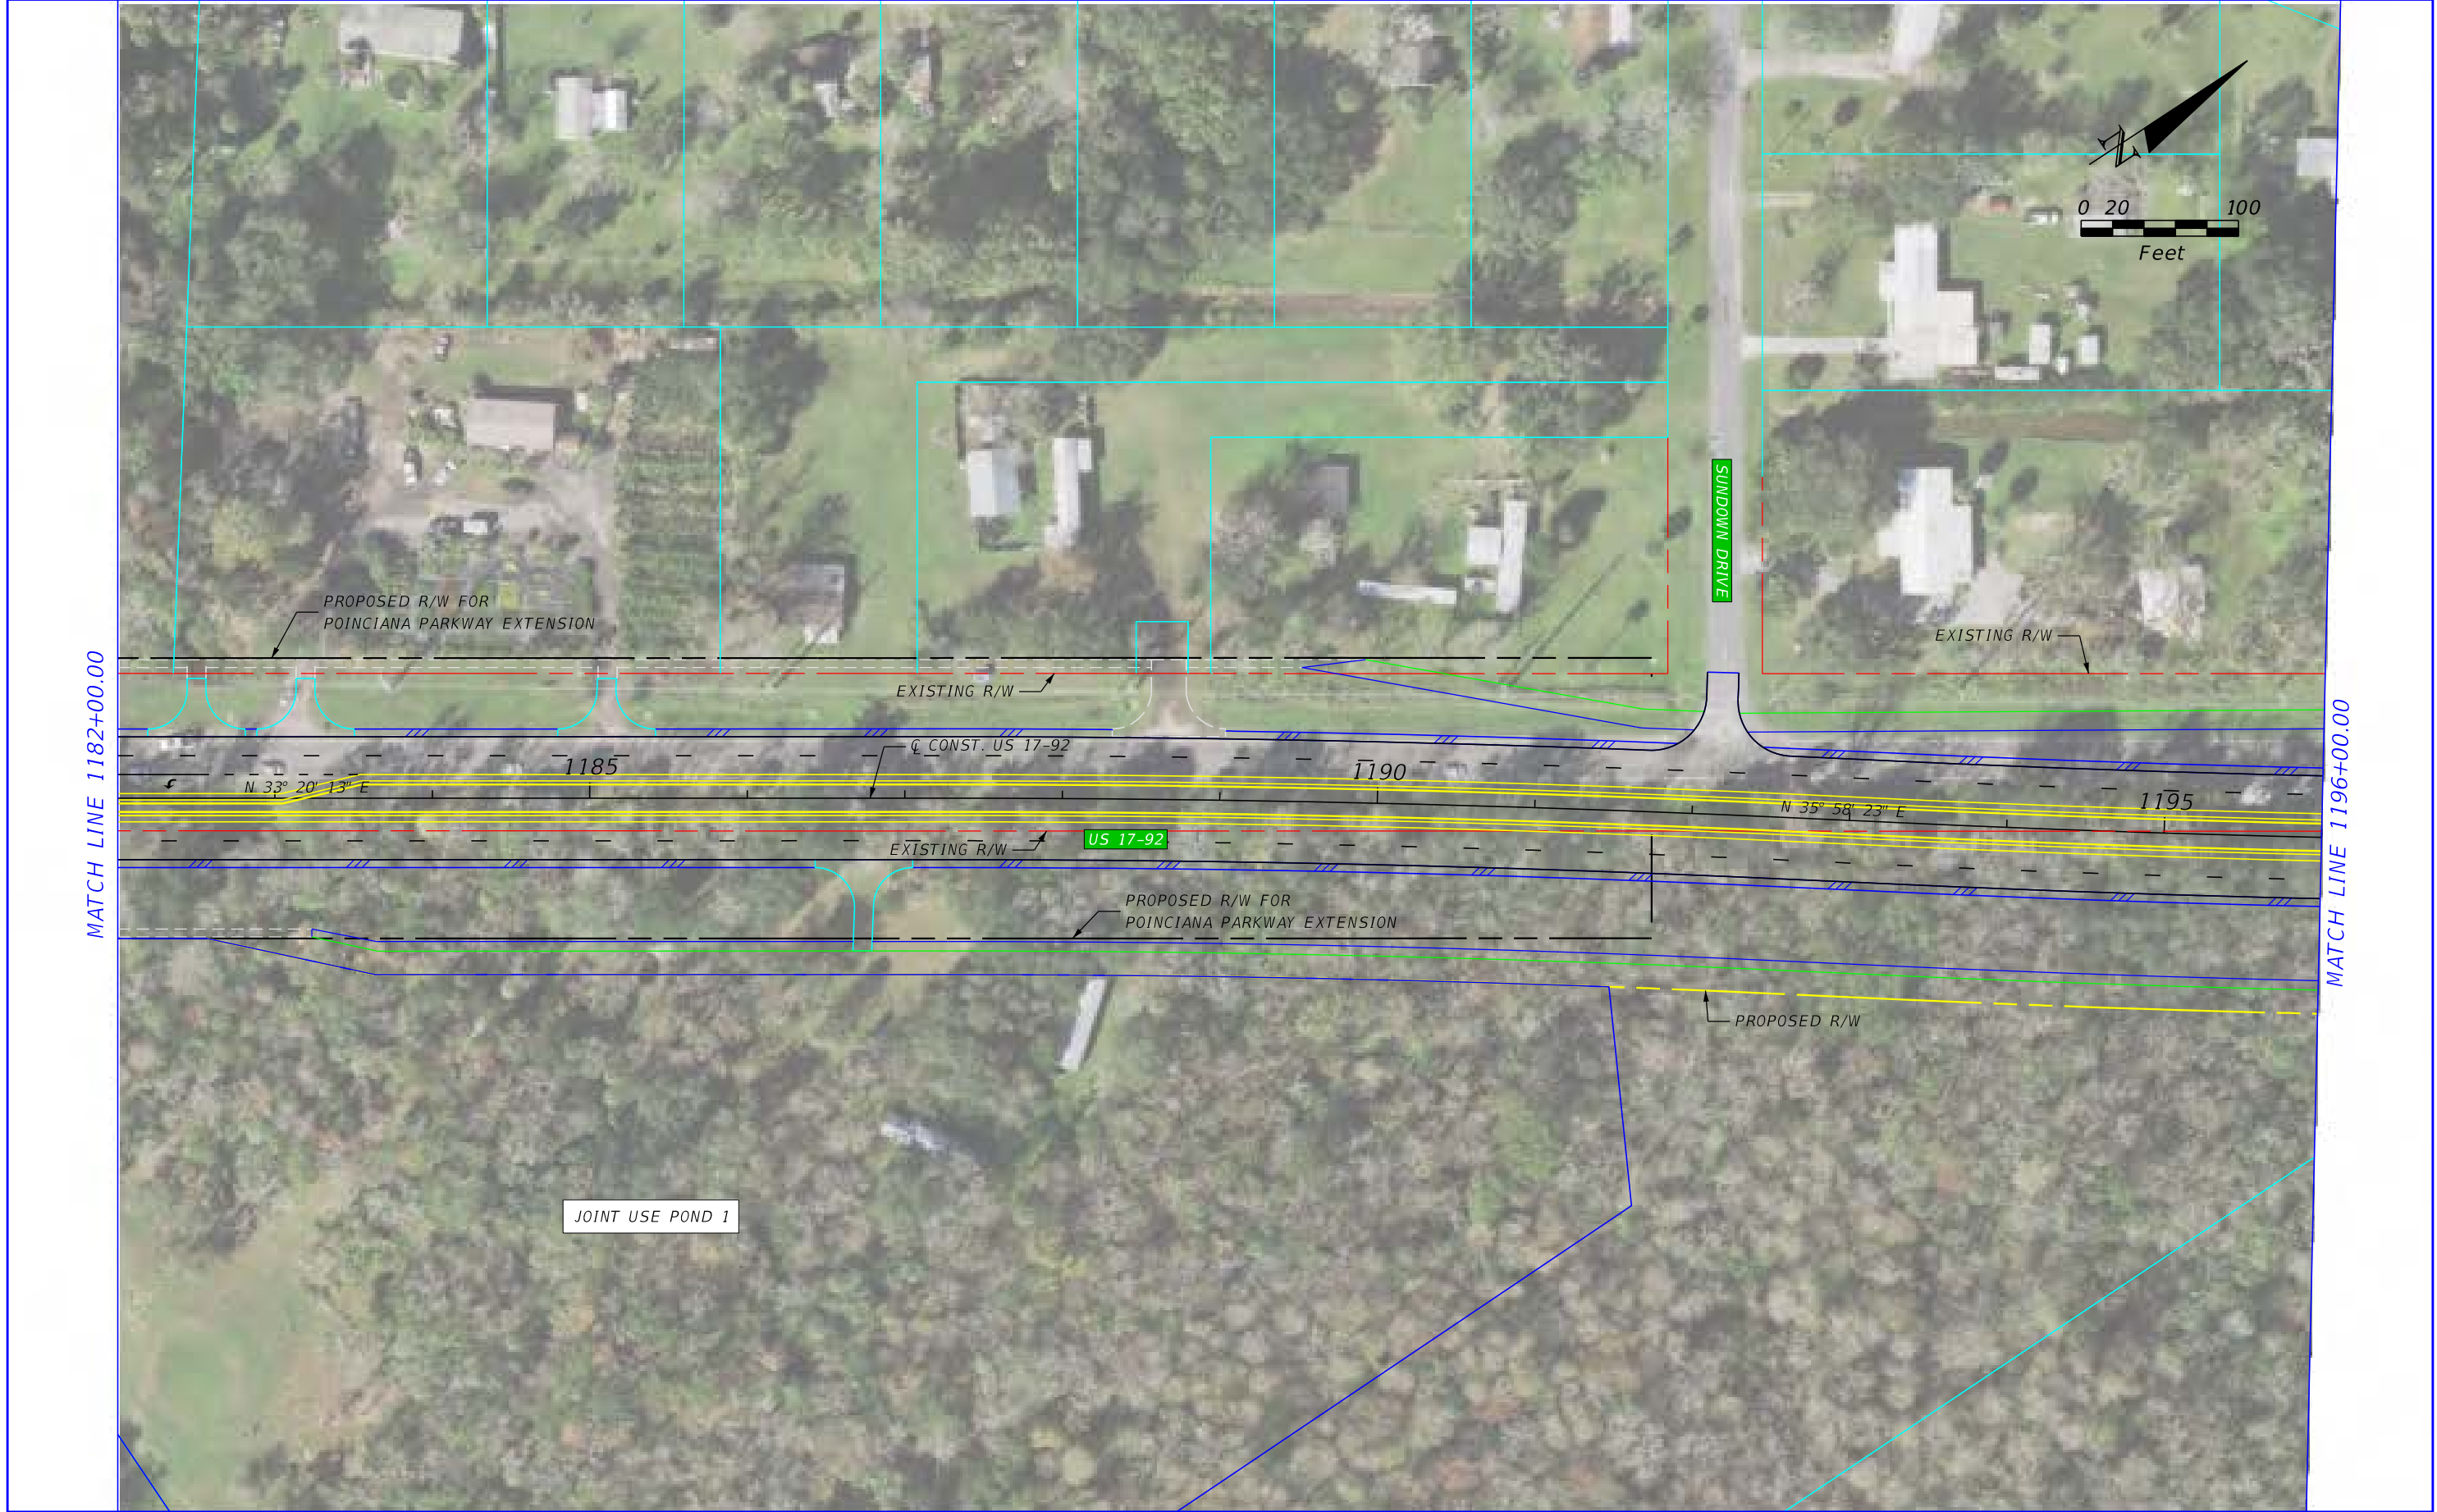 N
0 20 100
Feet
SUNDOWN DRIVE
PROPOSED R/W FOR
POINCIANA PARKWAY EXTENSION
EXISTING R/W
EXISTING R/W
MATCH LINE 1182+00.00
℄ CONST. US 17-92
1185
1190
N 33° 20' 13" E
N 35° 58' 23" E
1195
MATCH LINE 1196+00.00
US 17-92
EXISTING R/W
PROPOSED R/W FOR
POINCIANA PARKWAY EXTENSION
PROPOSED R/W
JOINT USE POND 1